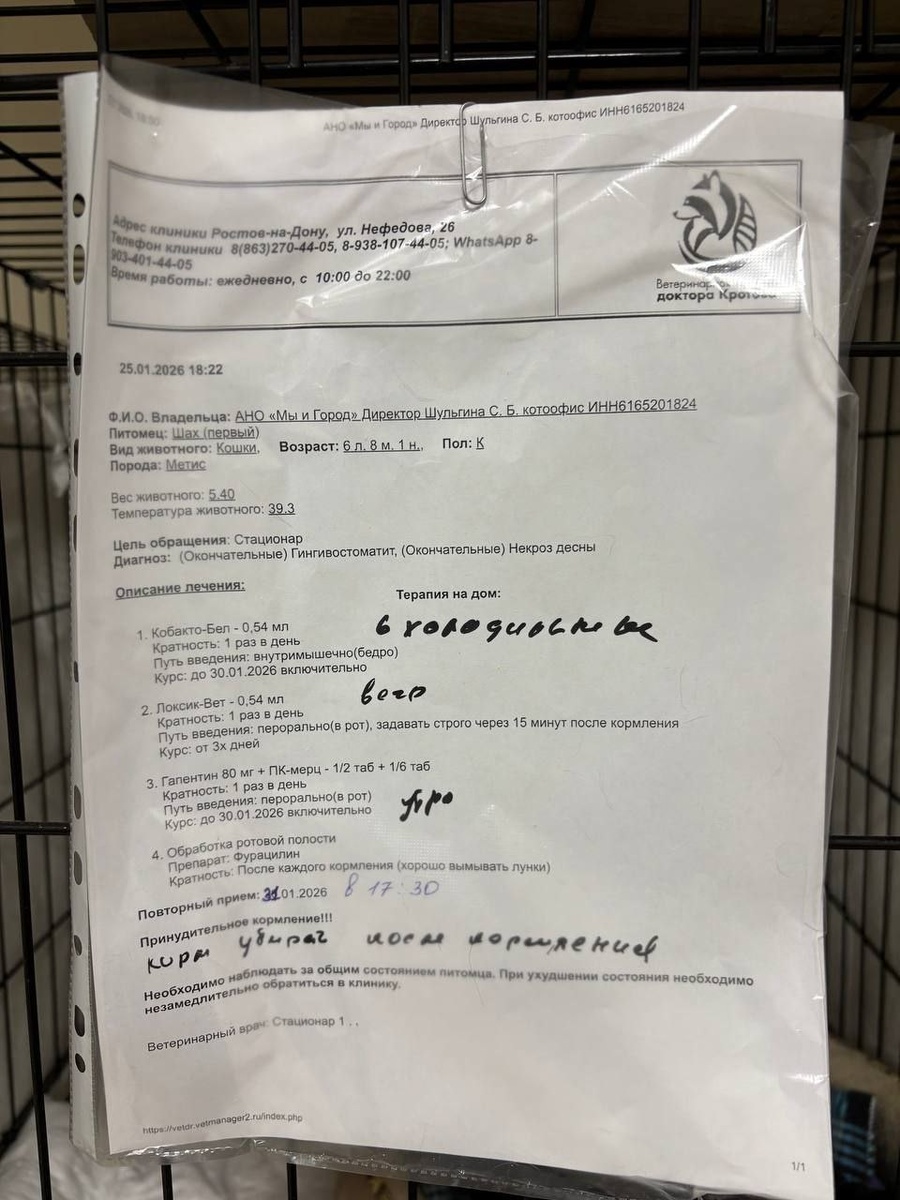 АНО «Мы и Город» Директор Шульгина С. Б. котоофис ИНН6165201824
Адрес клиники Ростов-на-Дону, ул. Нефедова, 26
Телефон клиники 8(863)270-44-05, 8-938-107-44-05; WhatsApp 8-
903-401-44-05
Время работы: ежедневно, с 10:00 до 22:00
доктора Кротова
25.01.2026 18:22
Ф.И.О. Владельца: АНО «Мы и Город» Директор Шульгина С. Б. котоофис ИНН6165201824
Питомец: Шах (первый)
Вид животного: Кошки, Возраст: 6 л. 8 м. 1 н., Пол: К
Порода: Метис
Вес животного: 5.40
Температура животного: 39.3
Цель обращения: Стационар
Диагноз: (Окончательные) Гингивостоматит, (Окончательные) Некроз десны
Описание лечения:
Терапия на дом:
1. Кобакто-Бел - 0,54 мл в холодильнике
Кратность: 1 раз в день
Путь введения: внутримышечно(бедро)
Курс: до 30.01.2026 включительно
2. Локсик-Вет - 0,54 мл вечер
Кратность: 1 раз в день
Путь введения: перорально(в рот), задавать строго через 15 минут после кормления
Курс: от 3х дней
3. Гапентин 80 мг + ПК-мерц - 1/2 таб + 1/6 таб
Кратность: 1 раз в день
Путь введения: перорально(в рот) утро
Курс: до 30.01.2026 включительно
4. Обработка ротовой полости
Препарат: Фурацилин
Кратность: После каждого кормления (хорошо вымывать лунки)
Повторный прием: 31.01.2026 в 17:30
Принудительное кормление!!!
корм убират после кормления
Необходимо наблюдать за общим состоянием питомца. При ухудшении состояния необходимо
незамедлительно обратиться в клинику.
Ветеринарный врач: Стационар 1 . .
https://vetdr.vetmanager2.ru/index.php
1/1